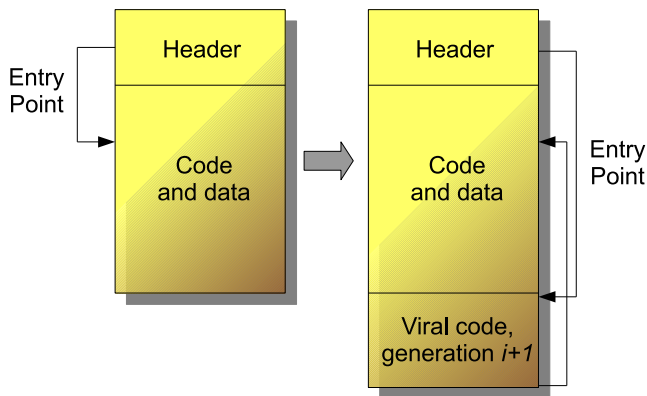 Header
Entry
Point
Code
and data
Header
Code
and data
Entry
Point
Viral code,
generation i+1